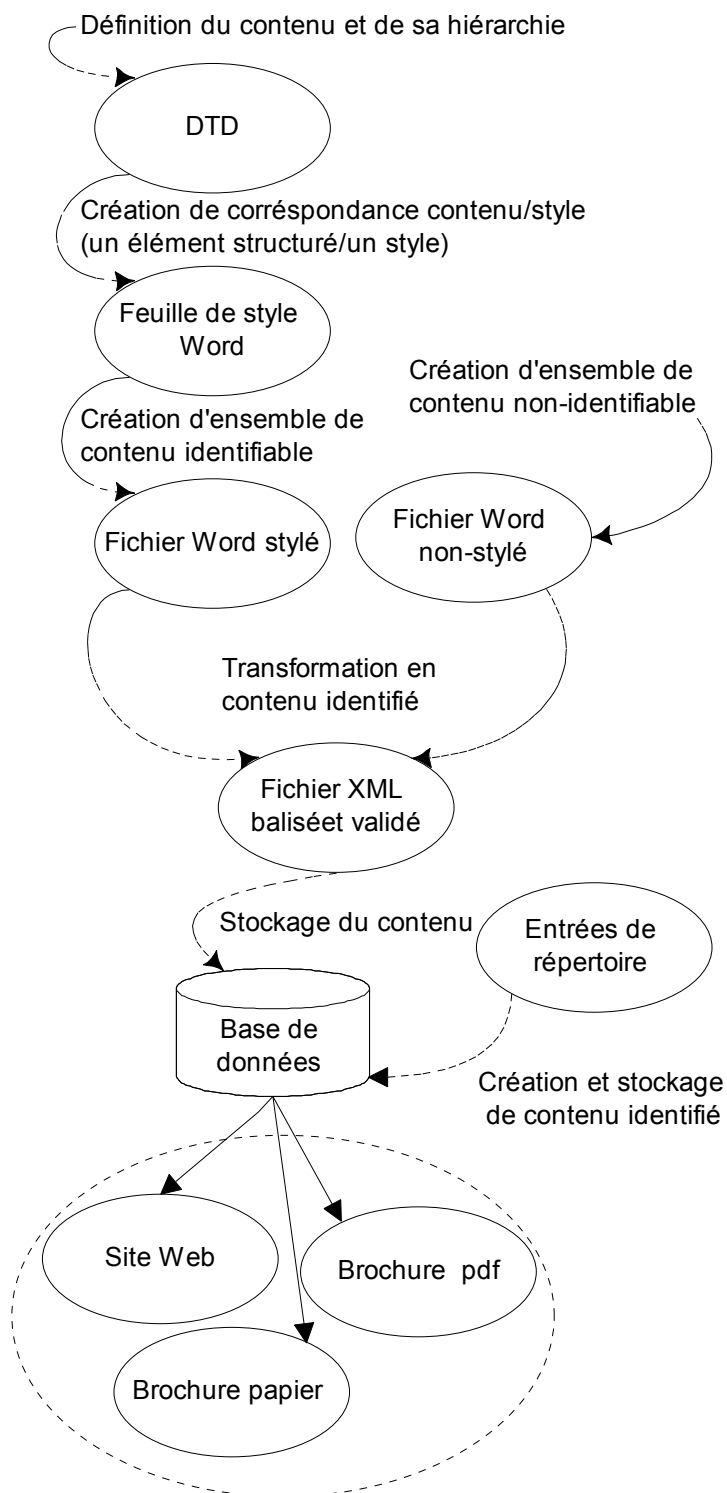 Définition du contenu et de sa hiérarchie
DTD
Création de corréspondance contenu/style
(un élément structuré/un style)
Feuille de style
Word
Création d'ensemble de
contenu non-identifiable
Création d'ensemble de
contenu identifiable
Fichier Word stylé
Fichier Word
non-stylé
Transformation en
contenu identifié
Fichier XML
baliséet validé
Stockage du contenu
Entrées de
répertoire
Base de
données
Création et stockage
de contenu identifié
Site Web
Brochure pdf
Brochure papier